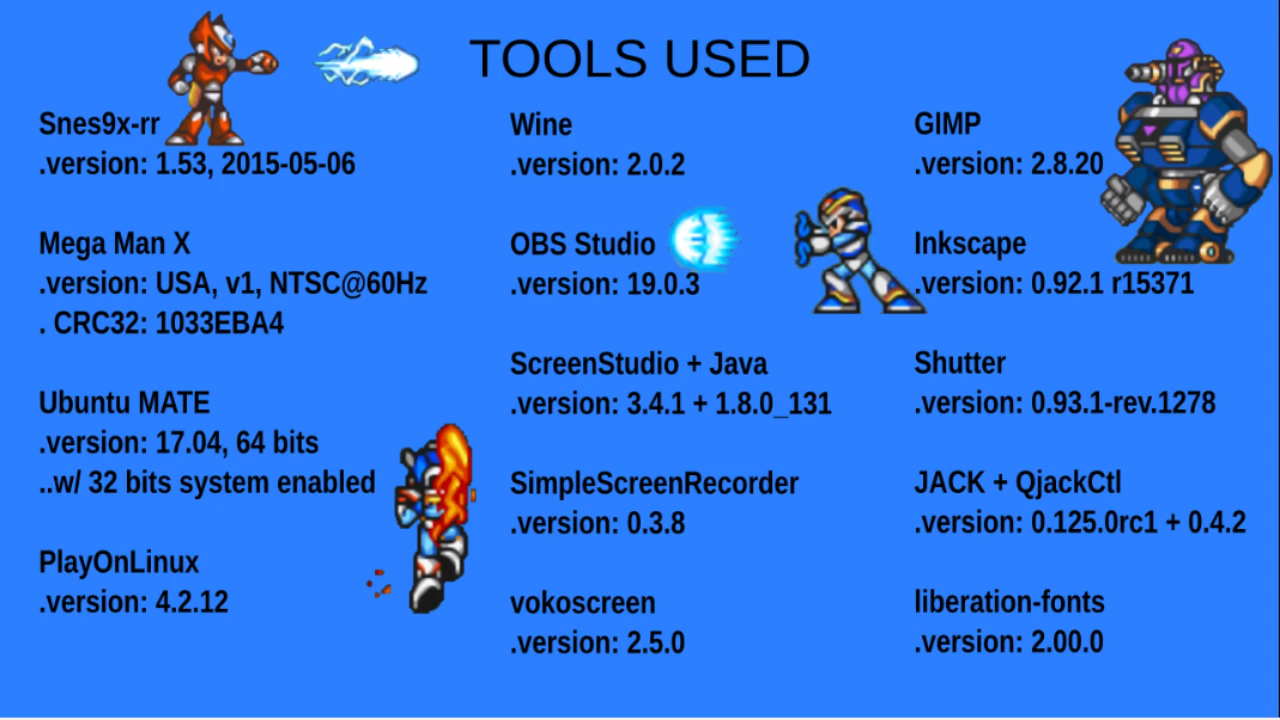 TOOLS USED
Snes9x-rr
.version: 1.53, 2015-05-06
Mega Man X
.version: USA, v1, NTSC@60Hz
. CRC32: 1033EBA4
Ubuntu MATE
.version: 17.04, 64 bits
..w/ 32 bits system enabled
PlayOnLinux
.version: 4.2.12
Wine
.version: 2.0.2
OBS Studio
.version: 19.0.3
ScreenStudio + Java
.version: 3.4.1 + 1.8.0_131
SimpleScreenRecorder
.version: 0.3.8
vokoscreen
.version: 2.5.0
GIMP
.version: 2.8.20
Inkscape
.version: 0.92.1 r15371
Shutter
.version: 0.93.1-rev.1278
JACK + QjackCtl
.version: 0.125.0rc1 + 0.4.2
liberation-fonts
.version: 2.00.0